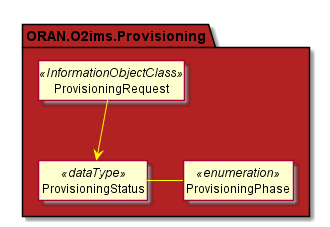 ORAN.O2ims.Provisioning
«InformationObjectClass»
ProvisioningRequest
«dataType»
ProvisioningStatus
«enumeration»
ProvisioningPhase